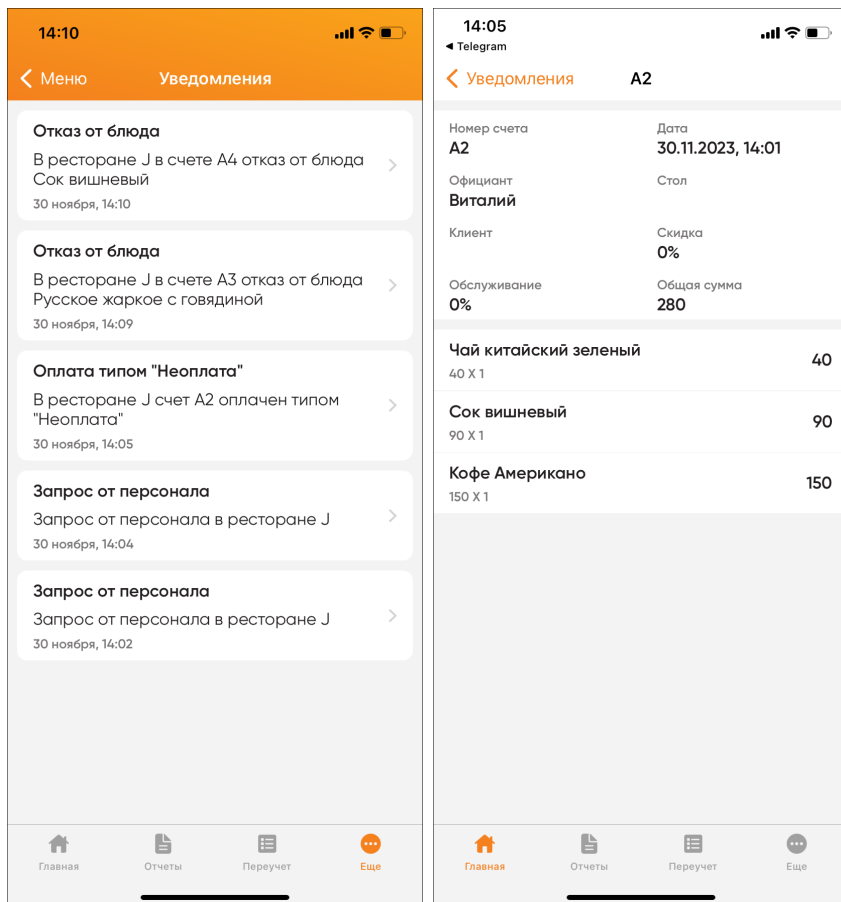 14:10
Меню
Уведомления
Отказ от блюда
В ресторане J в счете A4 отказ от блюда
Сок вишневый
30 ноября, 14:10
Отказ от блюда
В ресторане J в счете A3 отказ от блюда
Русское жаркое с говядиной
30 ноября, 14:09
Оплата типом "Неоплата"
В ресторане J счет A2 оплачен типом
"Неоплата"
30 ноября, 14:05
Запрос от персонала
Запрос от персонала в ресторане J
30 ноября, 14:04
Запрос от персонала
Запрос от персонала в ресторане J
30 ноября, 14:02
Главная
Отчеты
Переучет
Еще
14:05
Telegram
Уведомления
A2
Номер счета
Дата
A2
30.11.2023, 14:01
Официант
Стол
Виталий
Клиент
Скидка
0%
Обслуживание
Общая сумма
0%
280
Чай китайский зеленый
40
40 X 1
Сок вишневый
90
90 X 1
Кофе Американо
150
150 X 1
Главная
Отчеты
Переучет
Еще